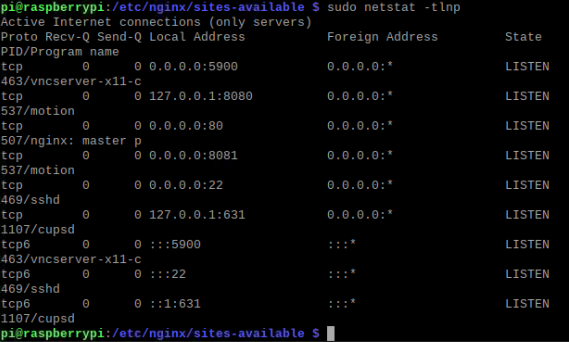 pi@raspberrypi:/etc/nginx/sites-available $ sudo netstat -tlnp
Active Internet connections (only servers)
Proto Recv-Q Send-Q Local Address           Foreign Address         State
PID/Program name
tcp        0      0 0.0.0.0:5900            0.0.0.0:*               LISTEN
463/vncserver-x11-c
tcp        0      0 127.0.0.1:8080          0.0.0.0:*               LISTEN
537/motion
tcp        0      0 0.0.0.0:80              0.0.0.0:*               LISTEN
507/nginx: master p
tcp        0      0 0.0.0.0:8081            0.0.0.0:*               LISTEN
537/motion
tcp        0      0 0.0.0.0:22              0.0.0.0:*               LISTEN
469/sshd
tcp        0      0 127.0.0.1:631           0.0.0.0:*               LISTEN
1107/cupsd
tcp6       0      0 :::5900                 :::*                    LISTEN
463/vncserver-x11-c
tcp6       0      0 :::22                   :::*                    LISTEN
469/sshd
tcp6       0      0 ::1:631                 :::*                    LISTEN
1107/cupsd
pi@raspberrypi:/etc/nginx/sites-available $